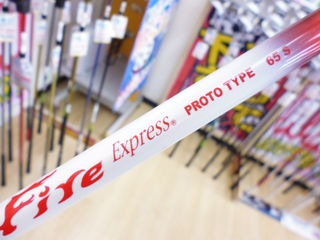 Fire Express® PROTO TYPE 65 S